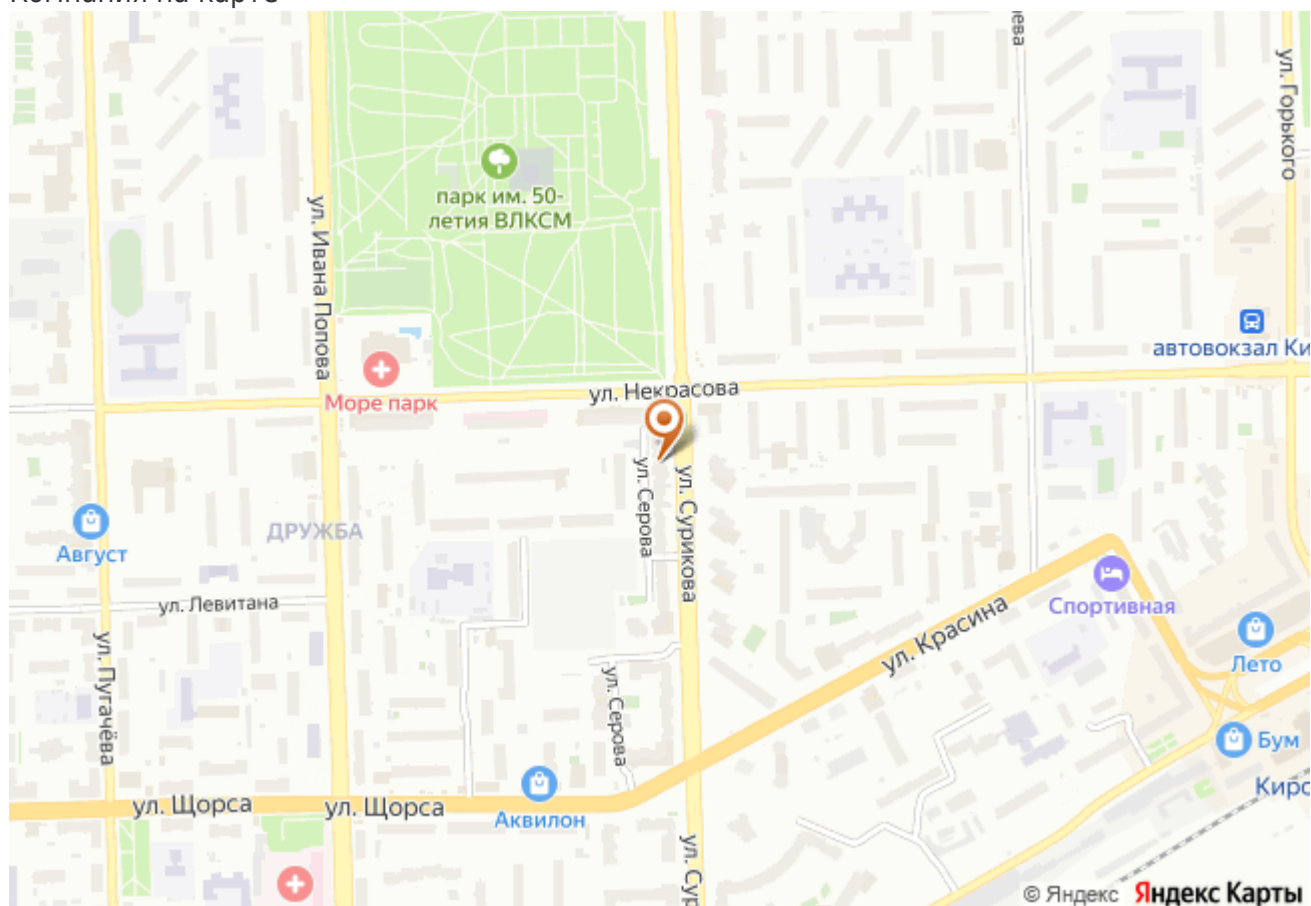 ул. Горького
парк им. 50-
летия ВЛКСМ
ул. Ивана Попова
автовокзал Ки
Море парк
ул. Некрасова
ул. Серова
ул. Сурикова
Август
ДРУЖБА
ул. Левитана
ул. Пугачёва
Спортивная
ул. Красина
Лето
ул. Серова
Бум
Киро
ул. Щорса
ул. Щорса
Аквилон
ул. Сур
© Яндекс Яндекс Карты